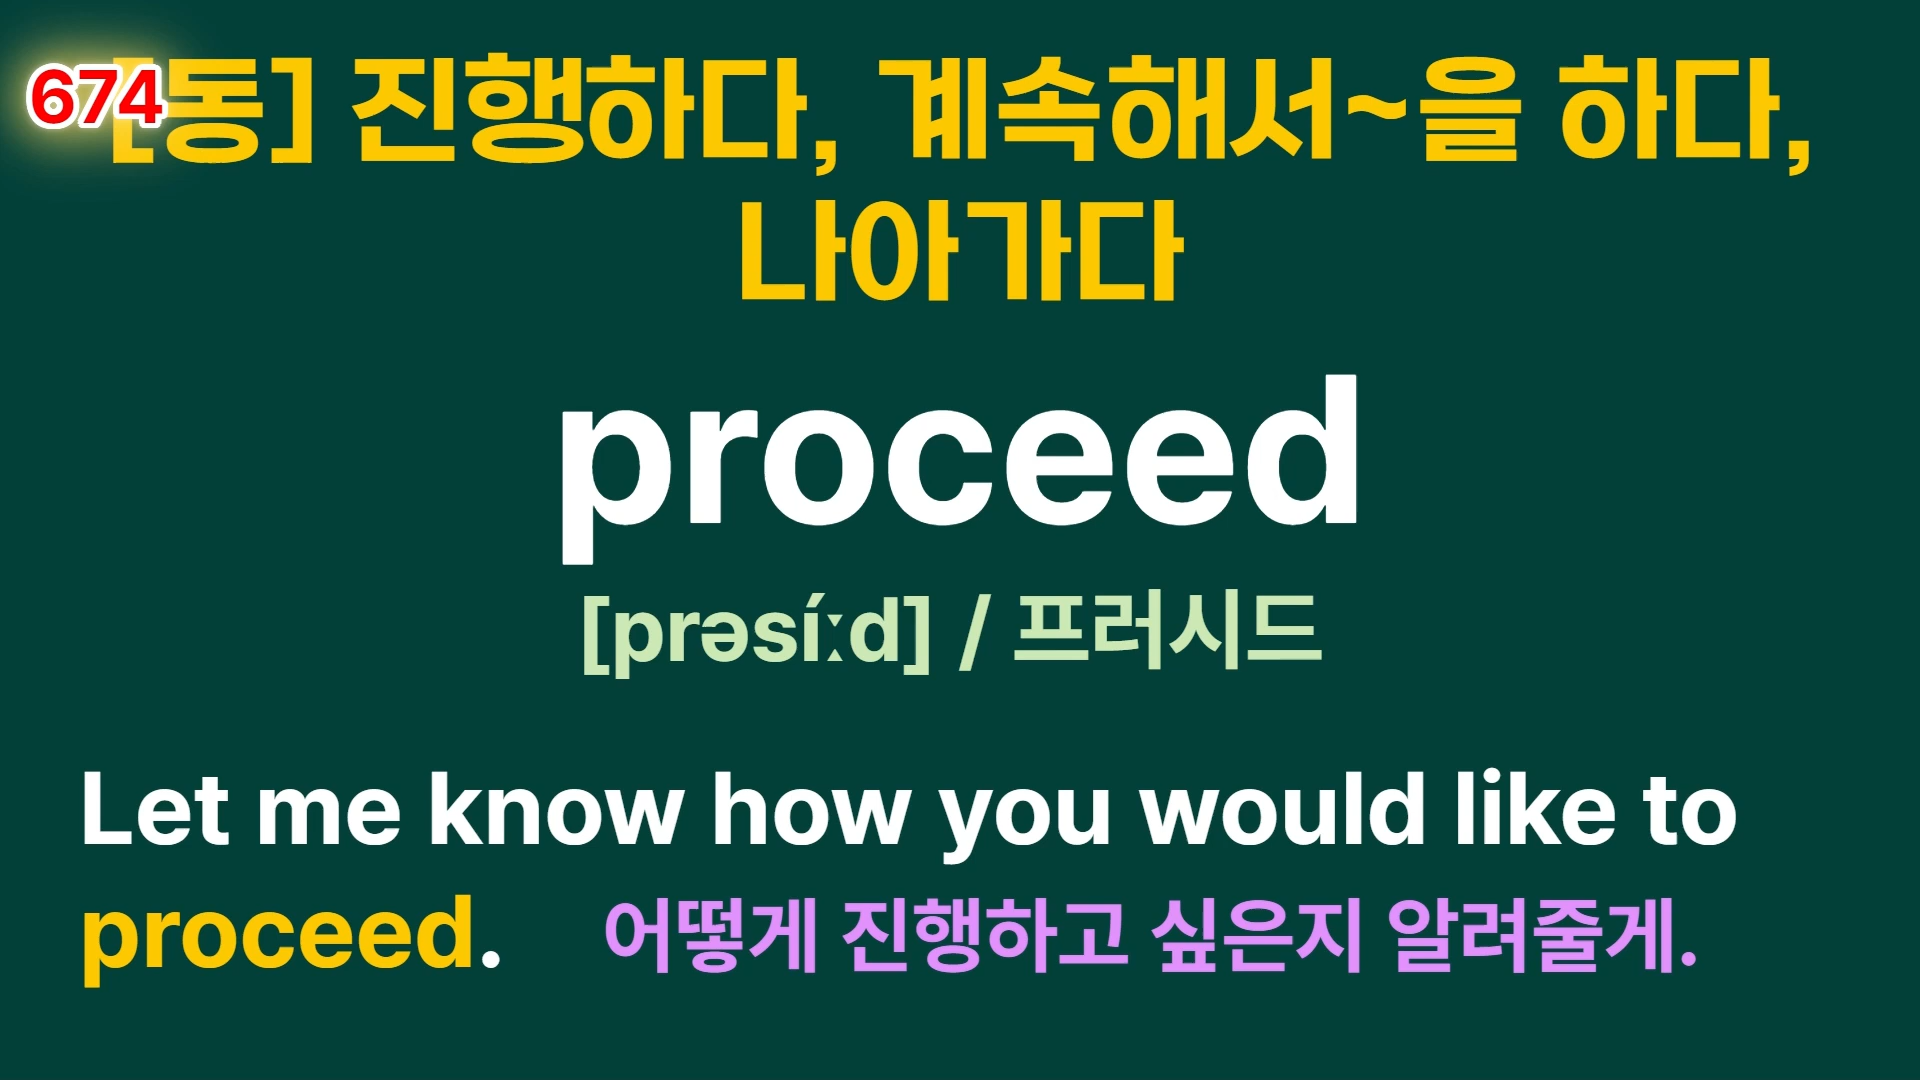 674
[동] 진행하다, 계속해서~을 하다,
나아가다
proceed
[prəsíːd] / 프러시드
Let me know how you would like to
proceed. 어떻게 진행하고 싶은지 알려줄게.